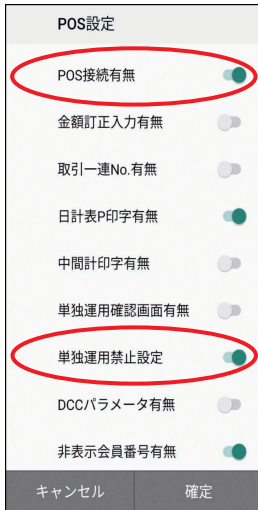 POS設定
POS接続有無
金額訂正入力有無
取引一連No.有無
日計表P印字有無
中間計印字有無
単独運用確認画面有無
単独運用禁止設定
DCCパラメータ有無
非表示会員番号有無
キャンセル 確定